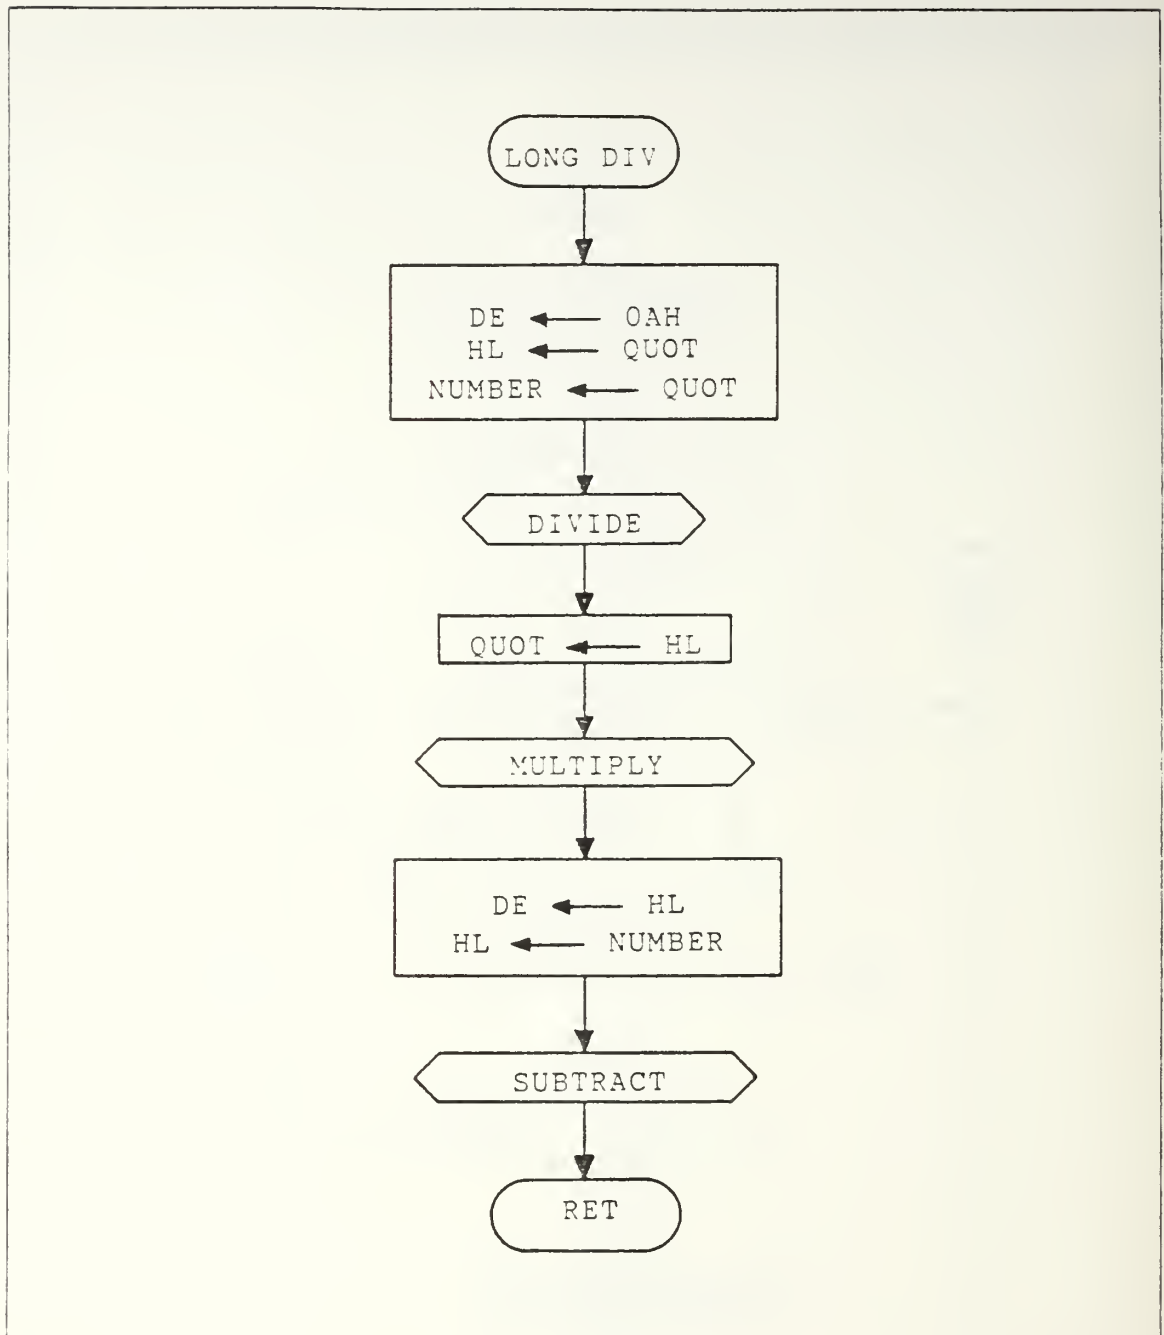 LONG DIV
DE ← OAH
HL ← QUOT
NUMBER ← QUOT
DIVIDE
QUOT ← HL
MULTIPLY
DE ← HL
HL ← NUMBER
SUBTRACT
RET